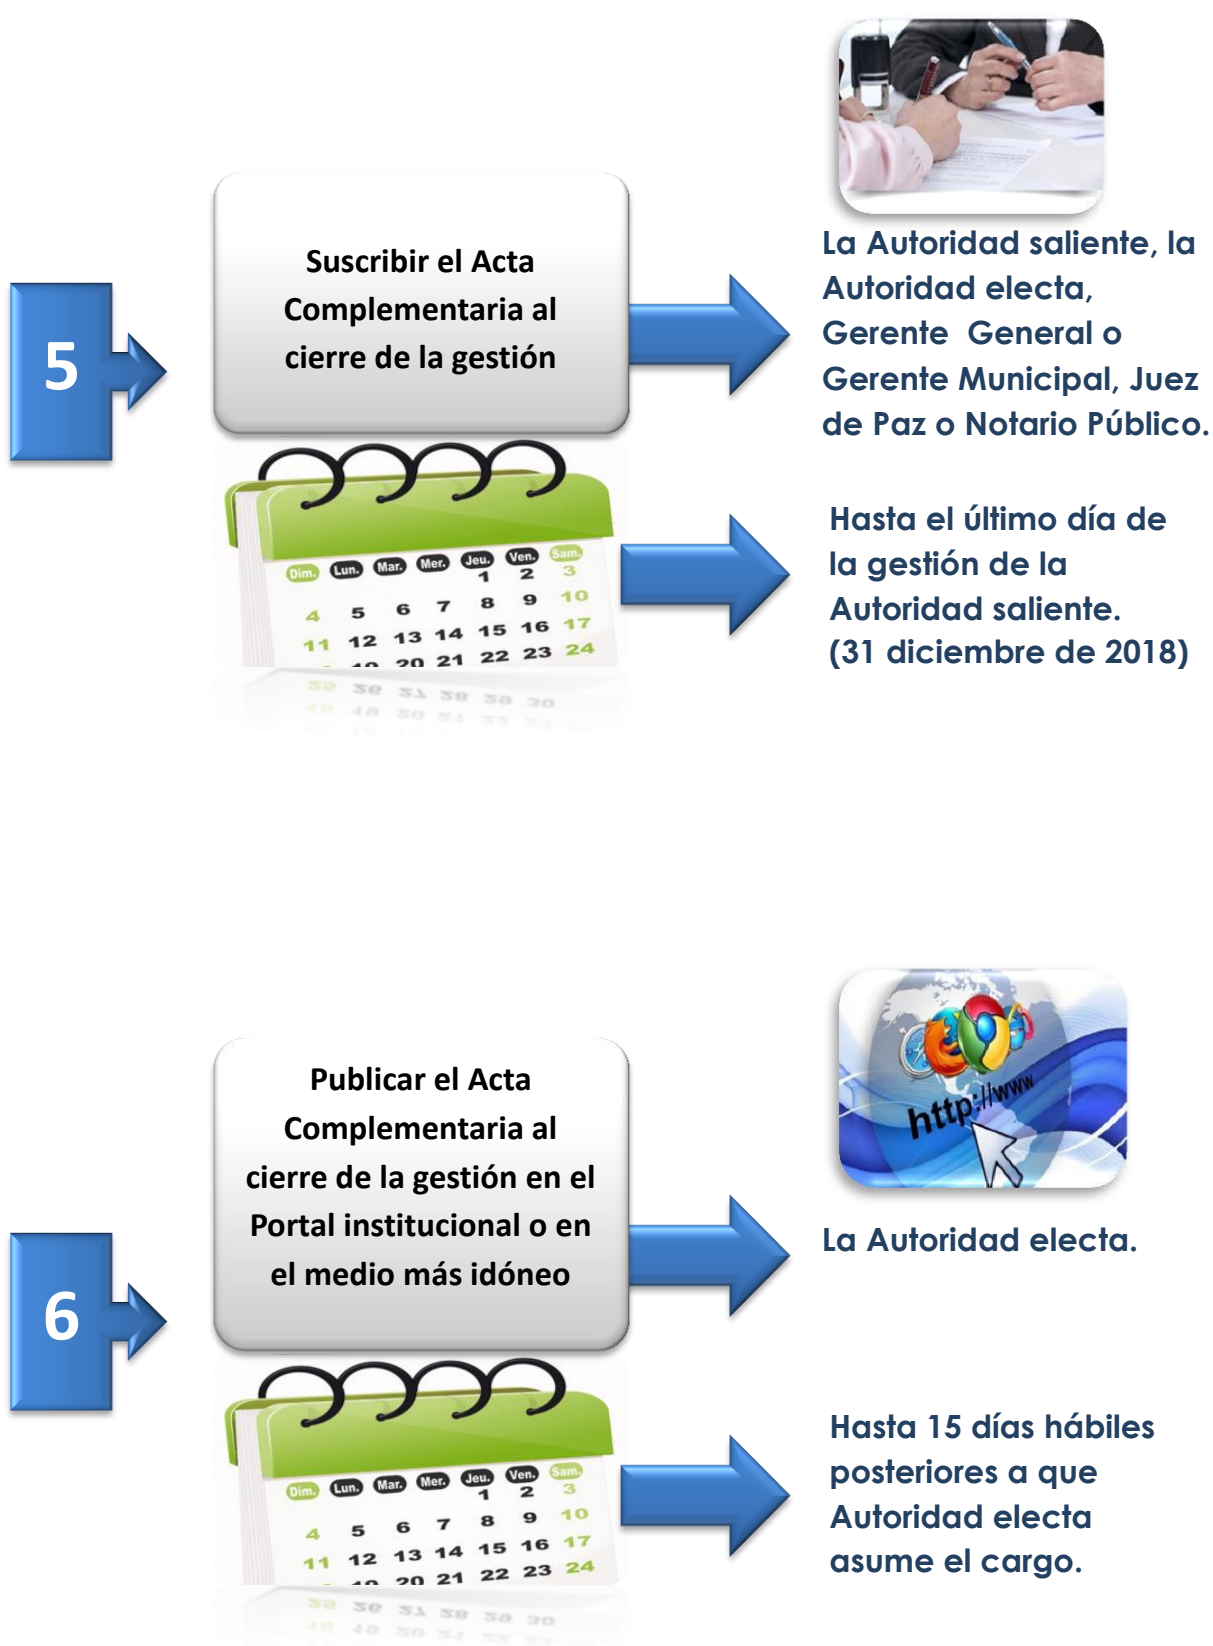 5
Suscribir el Acta
Complementaria al
cierre de la gestión
La Autoridad saliente, la
Autoridad electa,
Gerente General o
Gerente Municipal, Juez
de Paz o Notario Público.
Dim. Lun. Mar. Mer. Jeu. Ven. Sam.
1 2 3
4 5 6 7 8 9 10
11 12 13 14 15 16 17
19 20 21 22 23 24
Hasta el último día de
la gestión de la
Autoridad saliente.
(31 diciembre de 2018)
6
Publicar el Acta
Complementaria al
cierre de la gestión en el
Portal institucional o en
el medio más idóneo
http://www
La Autoridad electa.
Dim. Lun. Mar. Mer. Jeu. Ven. Sam.
1 2 3
4 5 6 7 8 9 10
11 12 13 14 15 16 17
19 20 21 22 23 24
Hasta 15 días hábiles
posteriores a que
Autoridad electa
asume el cargo.